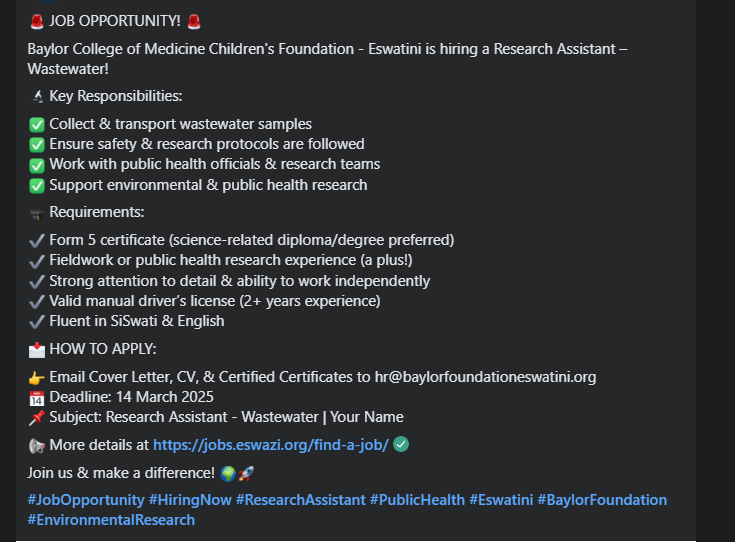 🚨 JOB OPPORTUNITY! 🚨
Baylor College of Medicine Children's Foundation - Eswatini is hiring a Research Assistant –
Wastewater!
🔬 Key Responsibilities:
✅ Collect & transport wastewater samples
✅ Ensure safety & research protocols are followed
✅ Work with public health officials & research teams
✅ Support environmental & public health research
🎓 Requirements:
✔ Form 5 certificate (science-related diploma/degree preferred)
✔ Fieldwork or public health research experience (a plus!)
✔ Strong attention to detail & ability to work independently
✔ Valid manual driver's license (2+ years experience)
✔ Fluent in SiSwati & English
📩 HOW TO APPLY:
👉 Email Cover Letter, CV, & Certified Certificates to hr@baylorfoundationeswatini.org
📅 Deadline: 14 March 2025
📌 Subject: Research Assistant - Wastewater | Your Name
📢 More details at https://jobs.eswazi.org/find-a-job/ ✅
Join us & make a difference! 🌍🚀
#JobOpportunity #HiringNow #ResearchAssistant #PublicHealth #Eswatini #BaylorFoundation
#EnvironmentalResearch